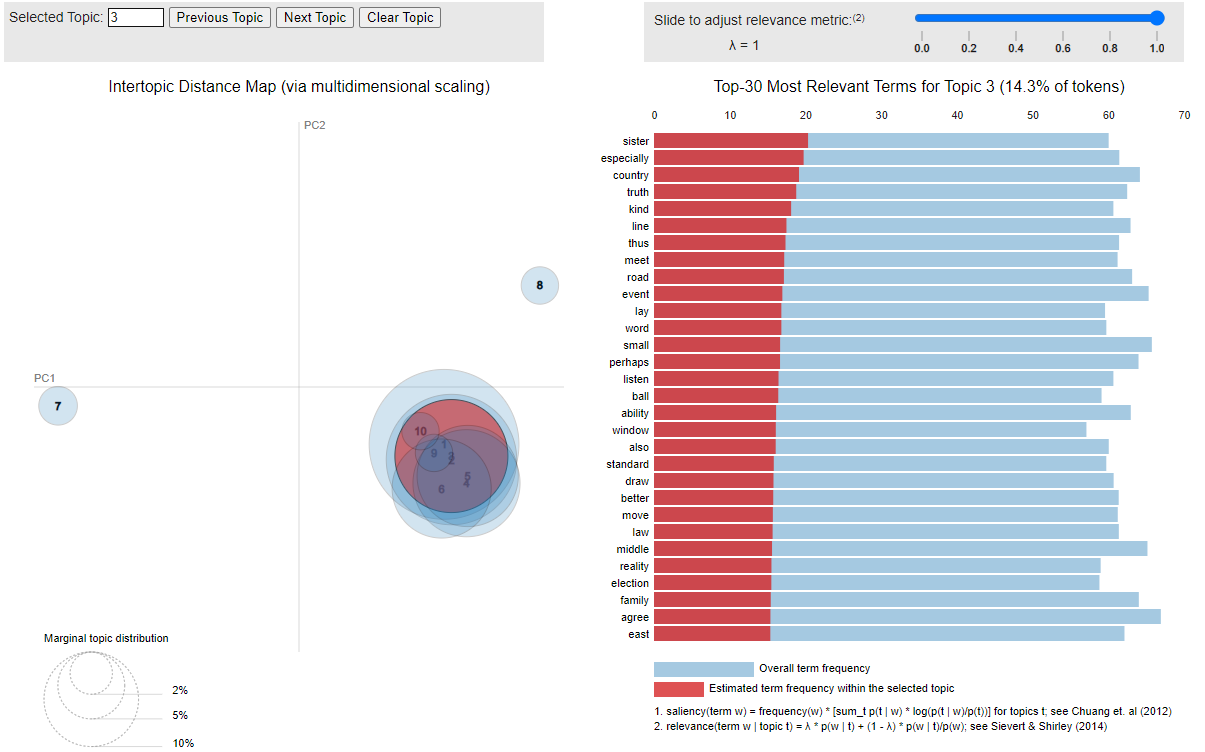 Selected Topic: 3 Previous Topic Next Topic Clear Topic
Slide to adjust relevance metric:(2)
λ = 1
0.0 0.2 0.4 0.6 0.8 1.0
Intertopic Distance Map (via multidimensional scaling)
PC2
PC1
8
7
10
1
9
3
2
5
4
6
Marginal topic distribution
2%
5%
10%
Top-30 Most Relevant Terms for Topic 3 (14.3% of tokens)
0 10 20 30 40 50 60 70
sister
especially
country
truth
kind
line
thus
meet
road
event
lay
word
small
perhaps
listen
ball
ability
window
also
standard
draw
better
move
law
middle
reality
election
family
agree
east
Overall term frequency
Estimated term frequency within the selected topic
1. saliency(term w) = frequency(w) * [sum_t p(t | w) * log(p(t | w)/p(t))] for topics t; see Chuang et. al (2012)
2. relevance(term w | topic t) = λ * p(w | t) + (1 - λ) * p(w | t)/p(w); see Sievert & Shirley (2014)